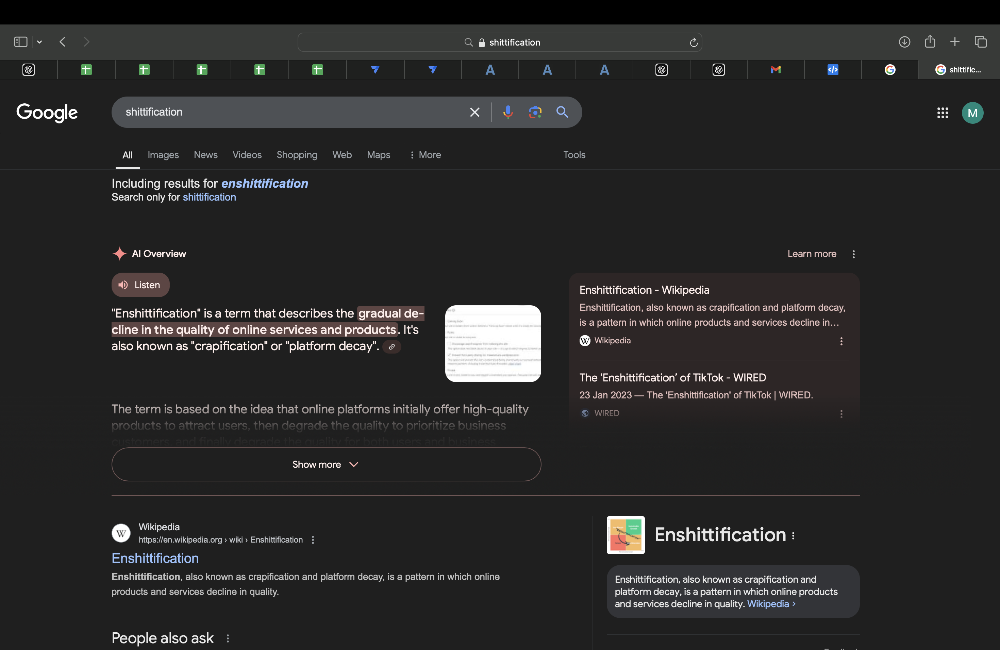 shittification
shittific...
Google
shittification
M
All Images News Videos Shopping Web Maps More Tools
Including results for enshittification
Search only for shittification
AI Overview
Learn more
Listen
"Enshittification" is a term that describes the gradual de-
cline in the quality of online services and products. It's
also known as "crapification" or "platform decay".
The term is based on the idea that online platforms initially offer high-quality
products to attract users, then degrade the quality to prioritize business
customers, and finally degrade the quality for both users and business
Show more
Enshittification - Wikipedia
Enshittification, also known as crapification and platform decay,
is a pattern in which online products and services decline in...
Wikipedia
The ‘Enshittification’ of TikTok - WIRED
23 Jan 2023 — The 'Enshittification' of TikTok | WIRED.
WIRED
Wikipedia
https://en.wikipedia.org › wiki › Enshittification
Enshittification
Enshittification, also known as crapification and platform decay, is a pattern in which online
products and services decline in quality.
People also ask
Enshittification
Enshittification, also known as crapification and
platform decay, is a pattern in which online products
and services decline in quality. Wikipedia ›